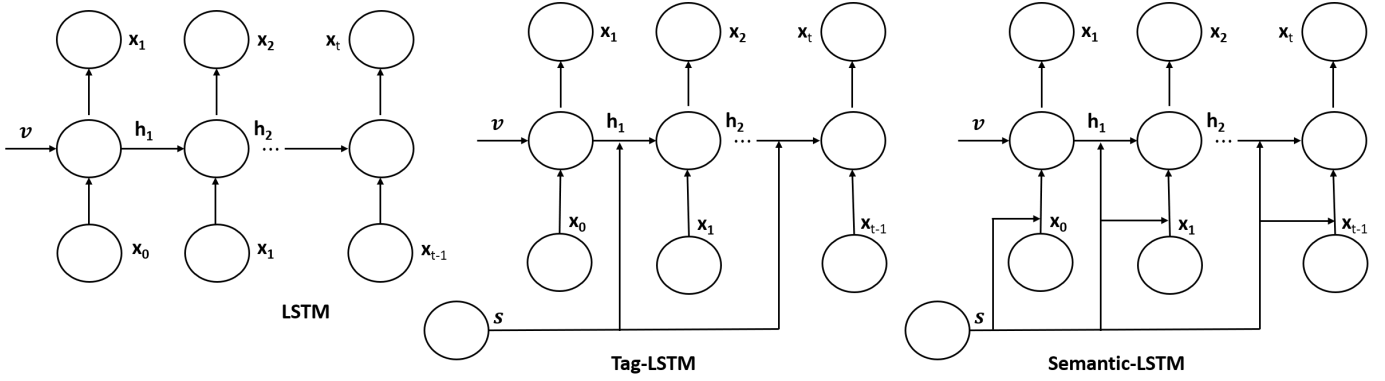 x1 x2 xt
v h1 h2 ...
x0 x1 xt-1
LSTM
x1 x2 xt
v h1 h2 ...
x0 x1 xt-1
s
Tag-LSTM
x1 x2 xt
v h1 h2 ...
x0 x1 xt-1
s
Semantic-LSTM